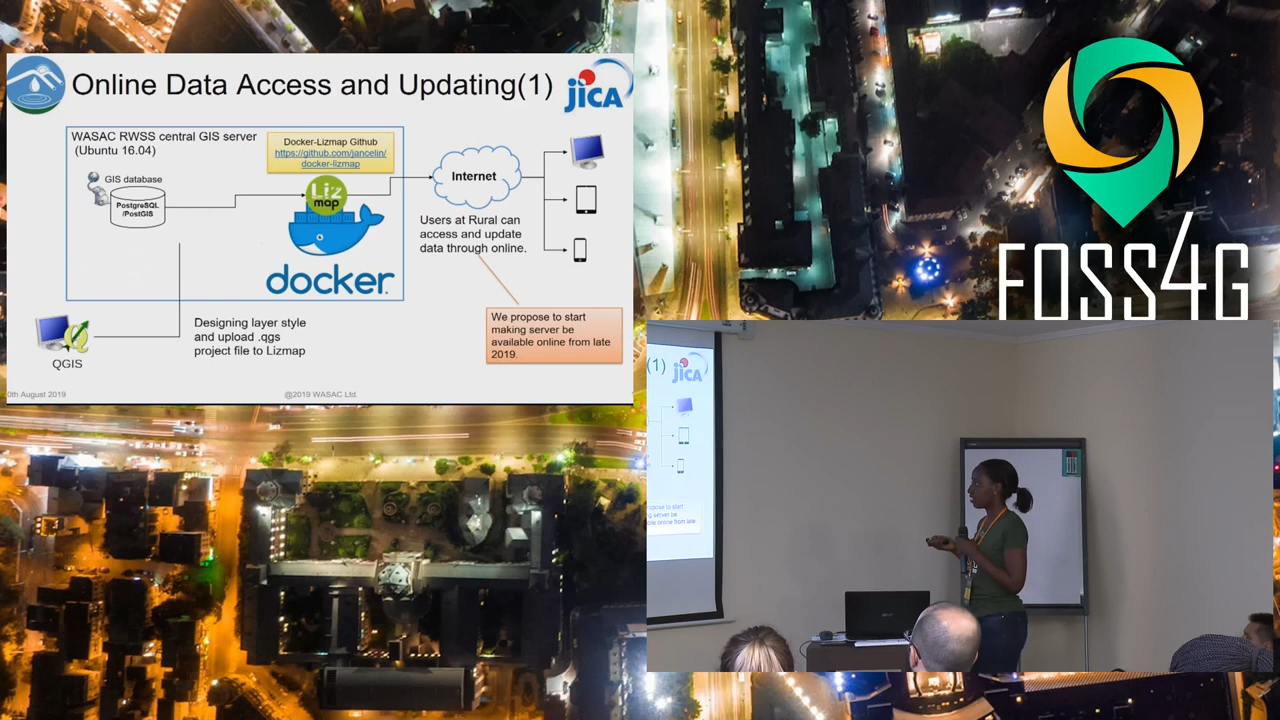 Online Data Access and Updating(1)
JICA
WASAC RWSS central GIS server
(Ubuntu 16.04)
Docker-Lizmap Github
https://github.com/jancelin/
docker-lizmap
GIS database
PostgreSQL
/PostGIS
Liz
map
docker
Internet
Users at Rural can
access and update
data through online.
We propose to start
making server be
available online from late
2019.
Designing layer style
and upload .qgs
project file to Lizmap
QGIS
0th August 2019
@2019 WASAC Ltd.
FOSS4G
(1)
JICA
ropose to start
g server be
ble online from late